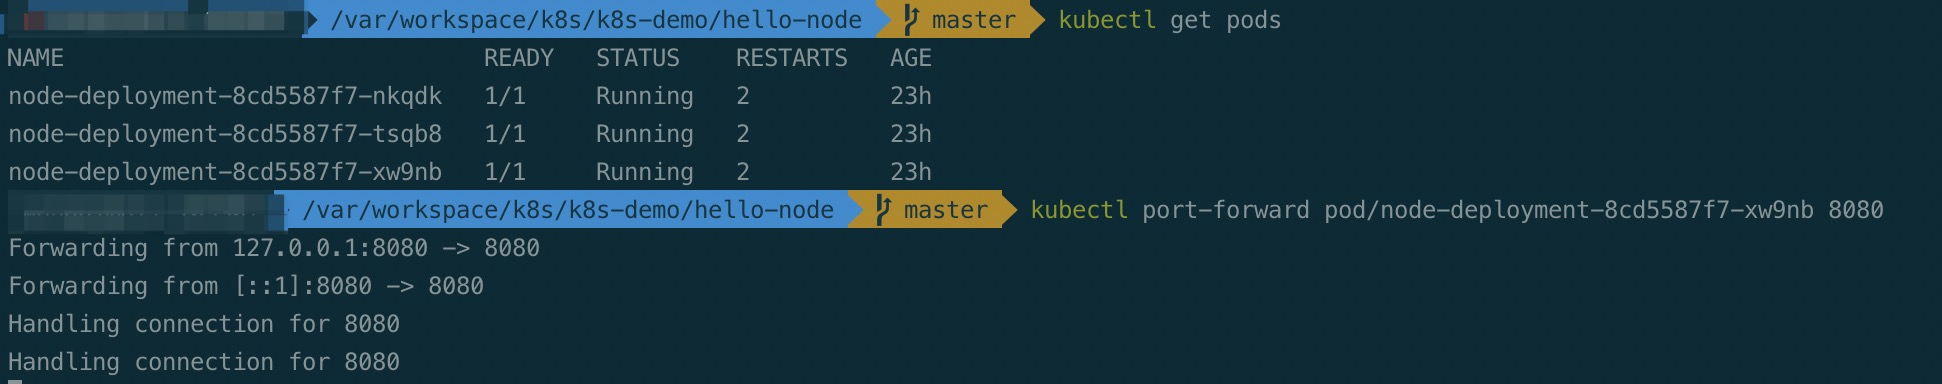 /var/workspace/k8s/k8s-demo/hello-node master kubectl get pods
NAME READY STATUS RESTARTS AGE
node-deployment-8cd5587f7-nkqdk 1/1 Running 2 23h
node-deployment-8cd5587f7-tsqb8 1/1 Running 2 23h
node-deployment-8cd5587f7-xw9nb 1/1 Running 2 23h
/var/workspace/k8s/k8s-demo/hello-node master kubectl port-forward pod/node-deployment-8cd5587f7-xw9nb 8080
Forwarding from 127.0.0.1:8080 -> 8080
Forwarding from [::1]:8080 -> 8080
Handling connection for 8080
Handling connection for 8080